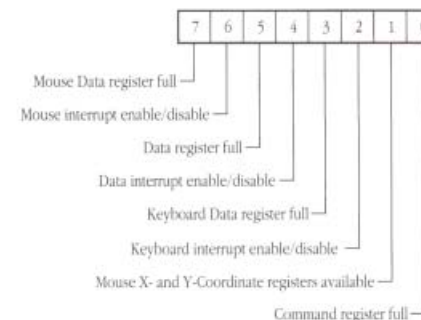 7 6 5 4 3 2 1
Mouse Data register full
Mouse interrupt enable/disable
Data register full
Data interrupt enable/disable
Keyboard Data register full
Keyboard interrupt enable/disable
Mouse X- and Y-Coordinate registers available
Command register full